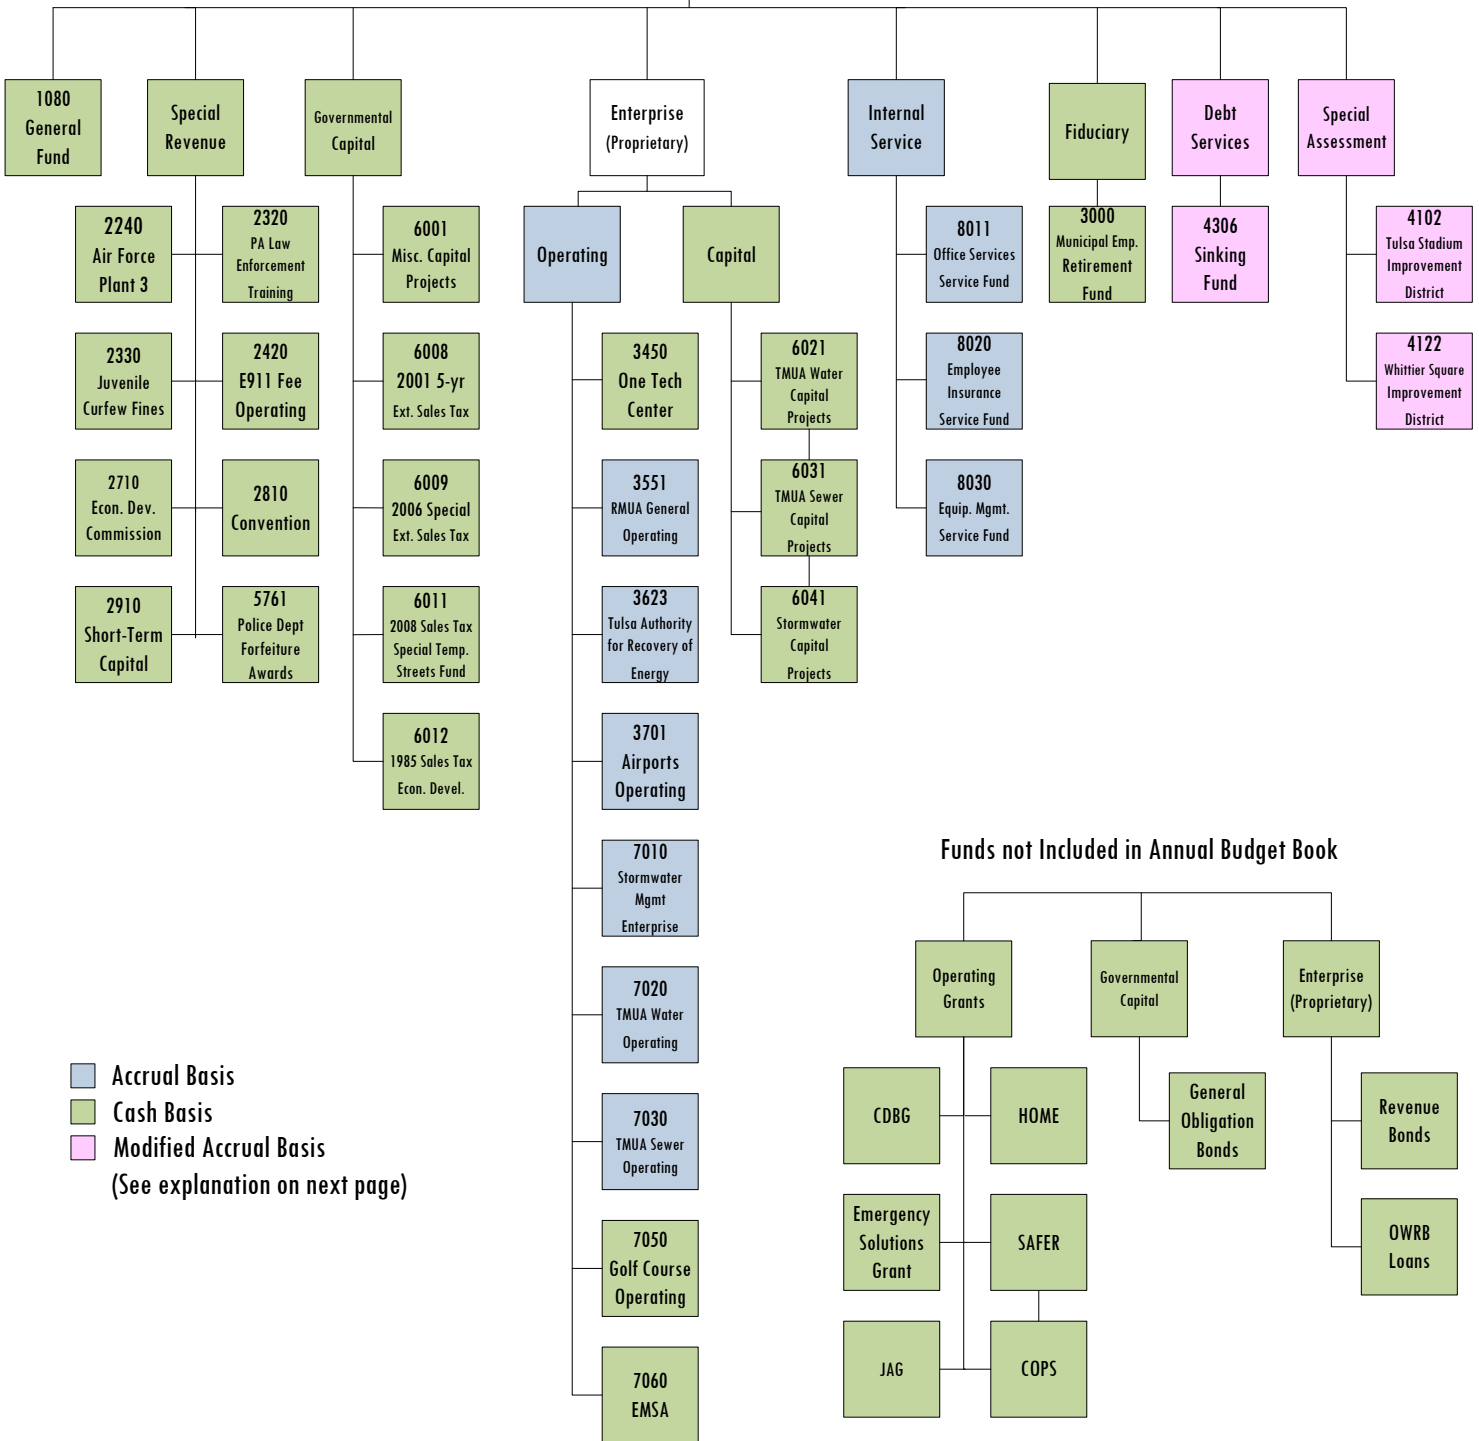 1080
General
Fund
Special
Revenue
Governmental
Capital
Enterprise
(Proprietary)
Internal
Service
Fiduciary
Debt
Services
Special
Assessment
2240
Air Force
Plant 3
2320
PA Law
Enforcement
Training
2330
Juvenile
Curfew Fines
2420
E911 Fee
Operating
2710
Econ. Dev.
Commission
2810
Convention
2910
Short-Term
Capital
5761
Police Dept
Forfeiture
Awards
6001
Misc. Capital
Projects
6008
2001 5-yr
Ext. Sales Tax
6009
2006 Special
Ext. Sales Tax
6011
2008 Sales Tax
Special Temp.
Streets Fund
6012
1985 Sales Tax
Econ. Devel.
Operating
3450
One Tech
Center
3551
RMUA General
Operating
3623
Tulsa Authority
for Recovery of
Energy
3701
Airports
Operating
7010
Stormwater
Mgmt
Enterprise
7020
TMUA Water
Operating
7030
TMUA Sewer
Operating
7050
Golf Course
Operating
7060
EMSA
Capital
6021
TMUA Water
Capital
Projects
6031
TMUA Sewer
Capital
Projects
6041
Stormwater
Capital
Projects
8011
Office Services
Service Fund
8020
Employee
Insurance
Service Fund
8030
Equip. Mgmt.
Service Fund
3000
Municipal Emp.
Retirement
Fund
4306
Sinking
Fund
4102
Tulsa Stadium
Improvement
District
4122
Whittier Square
Improvement
District
Funds not Included in Annual Budget Book
Operating
Grants
Governmental
Capital
Enterprise
(Proprietary)
CDBG
HOME
Emergency
Solutions
Grant
SAFER
JAG
COPS
General
Obligation
Bonds
Revenue
Bonds
OWRB
Loans
Accrual Basis
Cash Basis
Modified Accrual Basis
(See explanation on next page)